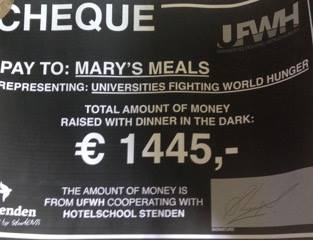 CHEQUE
UFWH
PAY TO: MARY'S MEALS
REPRESENTING: UNIVERSITIES FIGHTING WORLD HUNGER
TOTAL AMOUNT OF MONEY
RAISED WITH DINNER IN THE DARK:
€ 1445,-
THE AMOUNT OF MONEY IS
FROM UFWH COOPERATING WITH
HOTELSCHOOL STENDEN
enden